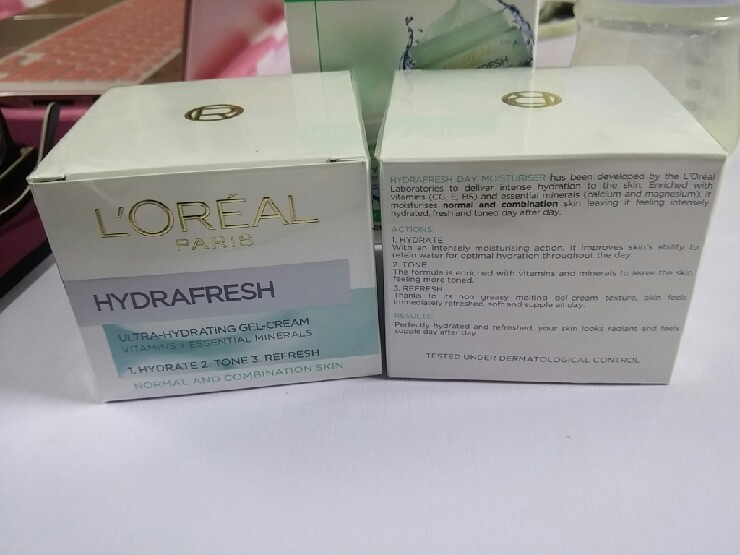 L'ORÉAL
PARIS
HYDRAFRESH
ULTRA-HYDRATING GEL-CREAM
VITAMINS + ESSENTIAL MINERALS
1. HYDRATE 2. TONE 3. REFRESH
NORMAL AND COMBINATION SKIN
HYDRAFRESH DAY MOISTURISER has been developed by the L'Oréal
Laboratories to deliver intense hydration to the skin. Enriched with
vitamins (CG, E, B5) and essential minerals (calcium and magnesium), it
moisturises normal and combination skin leaving it feeling intensely
hydrated, fresh and toned day after day.
ACTIONS:
1. HYDRATE
With an intensely moisturising action, it improves skin's ability to
retain water for optimal hydration throughout the day
2. TONE
The formula is enriched with vitamins and minerals to leave the skin
feeling more toned.
3. REFRESH
Thanks to its non greasy melting gel-cream texture, skin feels
immediately refreshed, soft and supple all day.
RESULTS:
Perfectly hydrated and refreshed, your skin looks radiant and feels
supple day after day.
TESTED UNDER DERMATOLOGICAL CONTROL